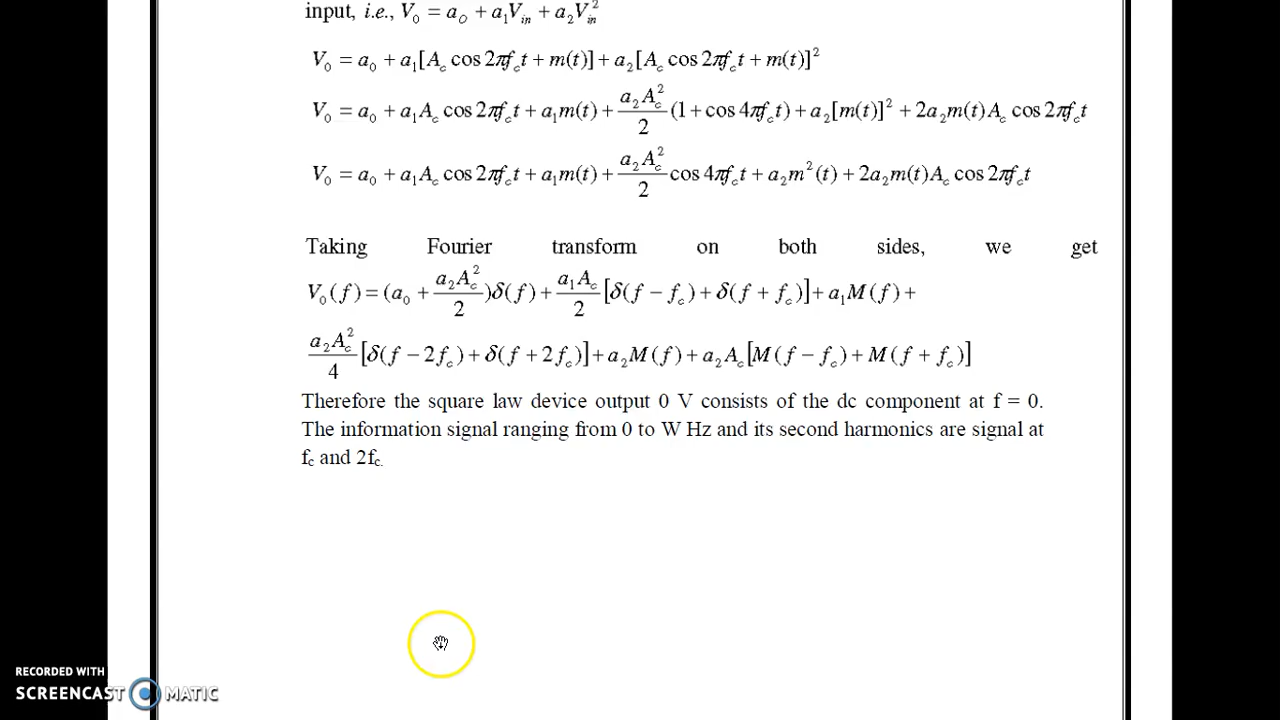 input, i.e., V₀ = a₀ + a₁Vᵢₙ + a₂Vᵢₙ²
V₀ = a₀ + a₁[A_c cos 2πf_c t + m(t)] + a₂[A_c cos 2πf_c t + m(t)]²
V₀ = a₀ + a₁A_c cos 2πf_c t + a₁m(t) + a₂A_c²/2 (1 + cos 4πf_c t) + a₂[m(t)]² + 2a₂m(t)A_c cos 2πf_c t
V₀ = a₀ + a₁A_c cos 2πf_c t + a₁m(t) + a₂A_c²/2 cos 4πf_c t + a₂m²(t) + 2a₂m(t)A_c cos 2πf_c t
Taking Fourier transform on both sides, we get
V₀(f) = (a₀ + a₂A_c²/2)δ(f) + a₁A_c/2 [δ(f − f_c) + δ(f + f_c)] + a₁M(f) +
a₂A_c²/4 [δ(f − 2f_c) + δ(f + 2f_c)] + a₂M(f) + a₂A_c[M(f − f_c) + M(f + f_c)]
Therefore the square law device output 0 V consists of the dc component at f = 0.
The information signal ranging from 0 to W Hz and its second harmonics are signal at
f_c and 2f_c.
RECORDED WITH
SCREENCAST MATIC